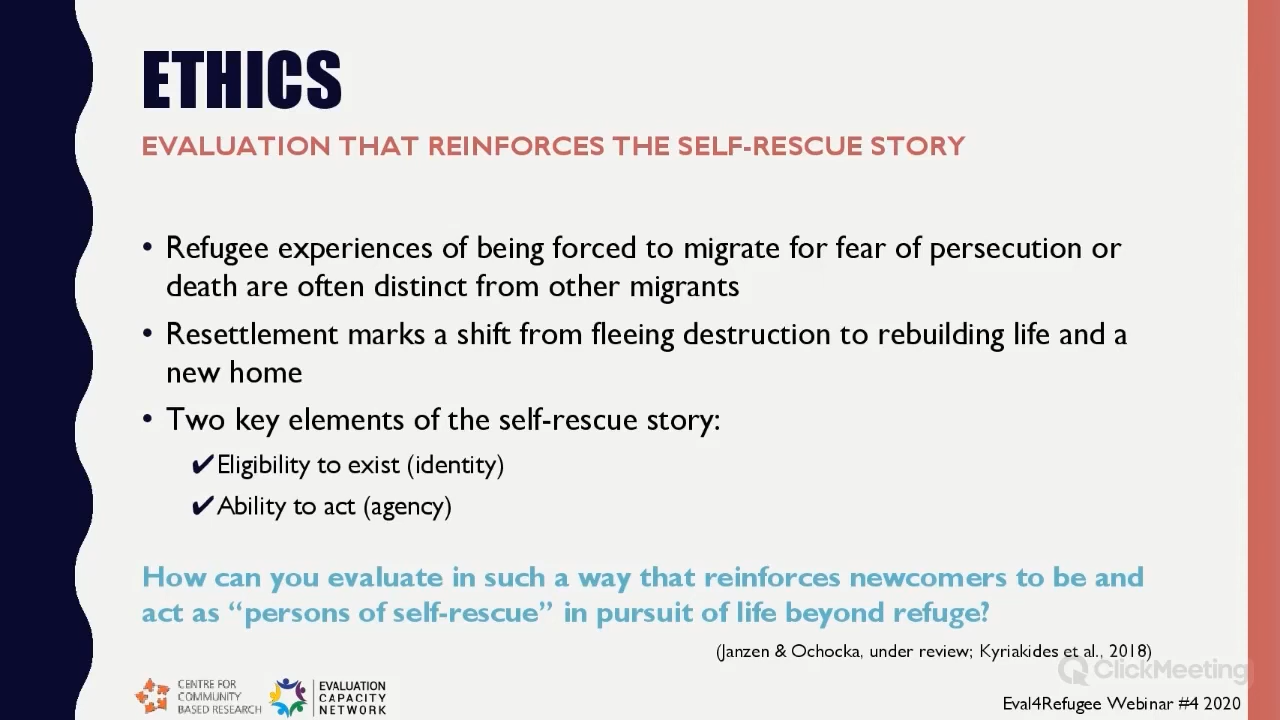 ETHICS
EVALUATION THAT REINFORCES THE SELF-RESCUE STORY
• Refugee experiences of being forced to migrate for fear of persecution or
death are often distinct from other migrants
• Resettlement marks a shift from fleeing destruction to rebuilding life and a
new home
• Two key elements of the self-rescue story:
✔Eligibility to exist (identity)
✔Ability to act (agency)
How can you evaluate in such a way that reinforces newcomers to be and
act as “persons of self-rescue” in pursuit of life beyond refuge?
(Janzen & Ochocka, under review; Kyriakides et al., 2018)
ClickMeeting
CENTRE FOR
COMMUNITY
BASED RESEARCH
EVALUATION
CAPACITY
NETWORK
Eval4Refugee Webinar #4 2020